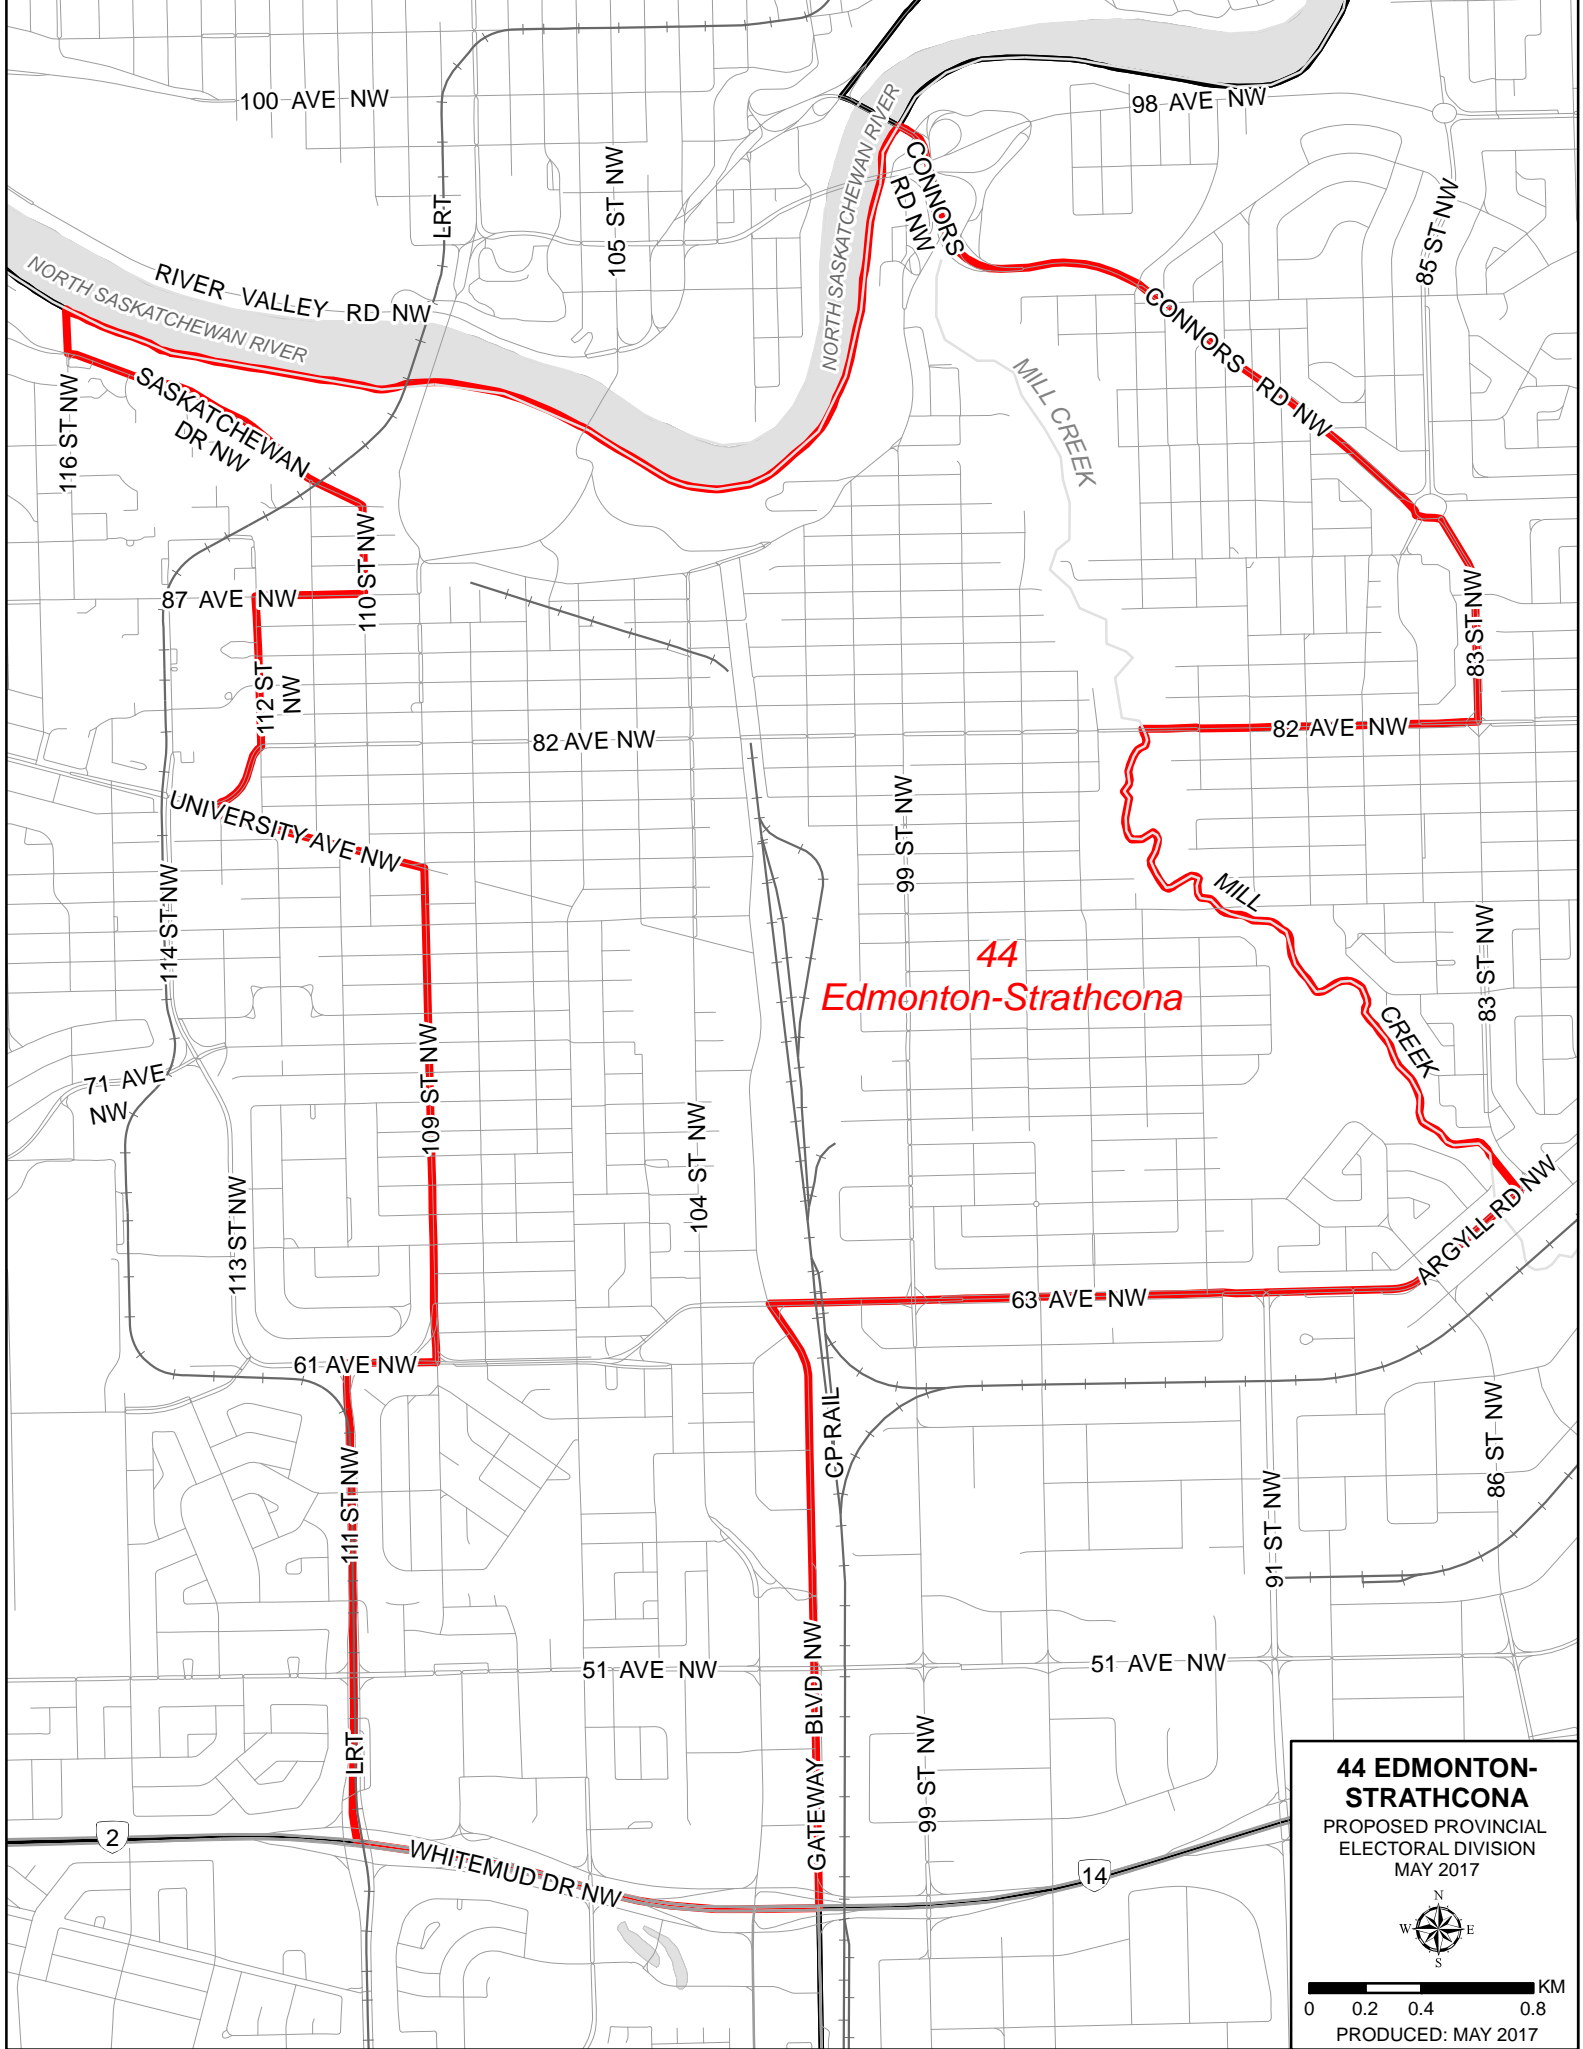 100 AVE NW
98 AVE NW
105 ST NW
LRT
NORTH SASKATCHEWAN RIVER
CONNORS
RD NW
85 ST NW
RIVER VALLEY RD NW
NORTH SASKATCHEWAN RIVER
116 ST NW
SASKATCHEWAN
DR NW
MILL CREEK
CONNORS RD NW
110 ST NW
87 AVE NW
83 ST NW
112 ST
NW
82 AVE NW
82 AVE NW
UNIVERSITY AVE NW
99 ST NW
114 ST NW
MILL
CREEK
83 ST NW
44
Edmonton-Strathcona
71 AVE
NW
109 ST NW
104 ST NW
113 ST NW
ARGYLL RD NW
63 AVE NW
61 AVE NW
CP RAIL
86 ST NW
111 ST NW
91 ST NW
51 AVE NW
51 AVE NW
GATEWAY BLVD NW
LRT
99 ST NW
2
WHITEMUD DR NW
14
44 EDMONTON-
STRATHCONA
PROPOSED PROVINCIAL
ELECTORAL DIVISION
MAY 2017
N
W E
S
KM
0 0.2 0.4 0.8
PRODUCED: MAY 2017